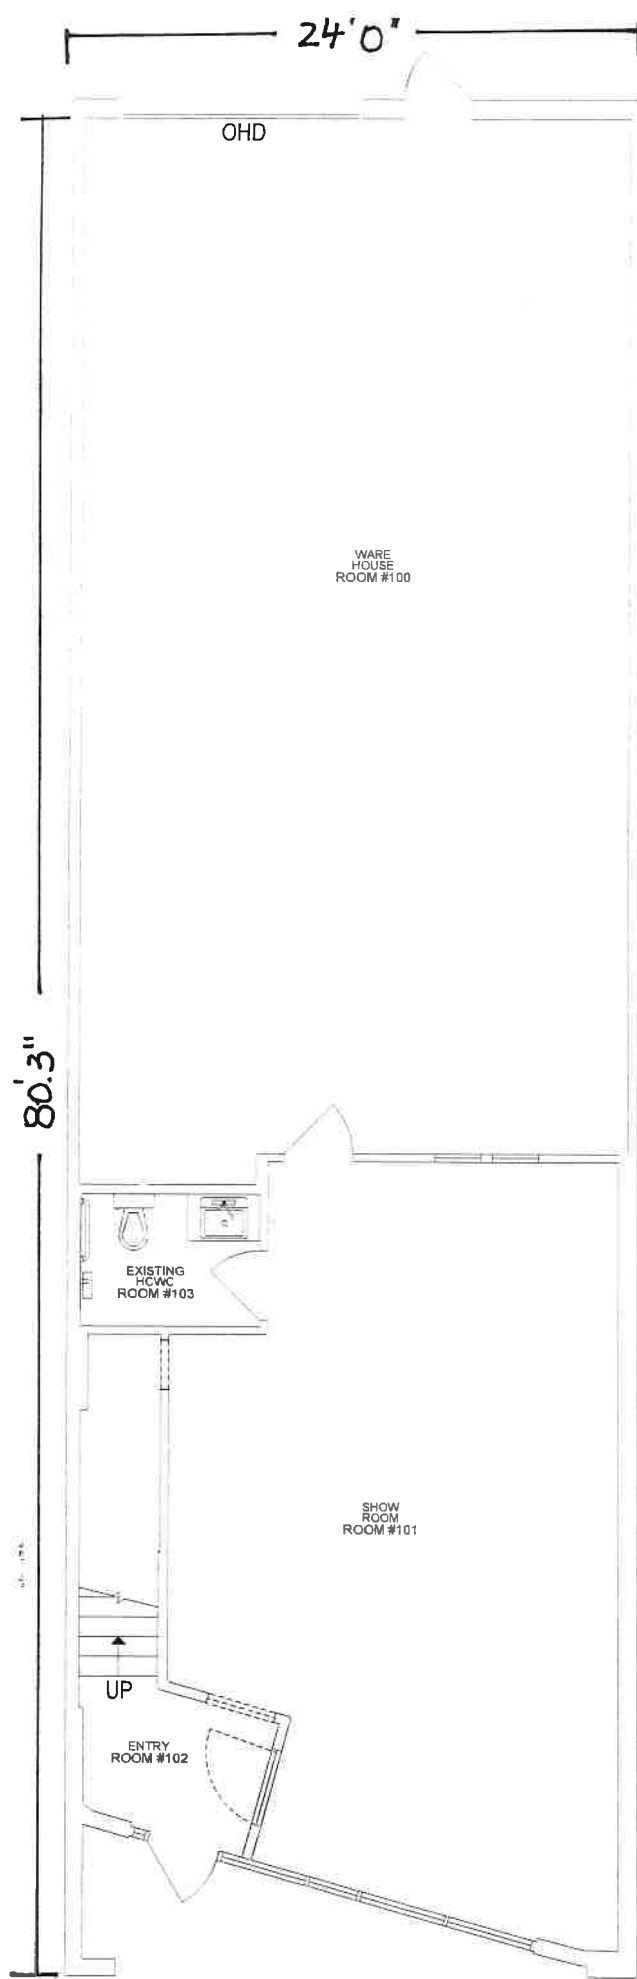 24'0"
OHD
WARE
HOUSE
ROOM #100
80'.3"
EXISTING
HCWC
ROOM #103
SHOW
ROOM
ROOM #101
UP
ENTRY
ROOM #102